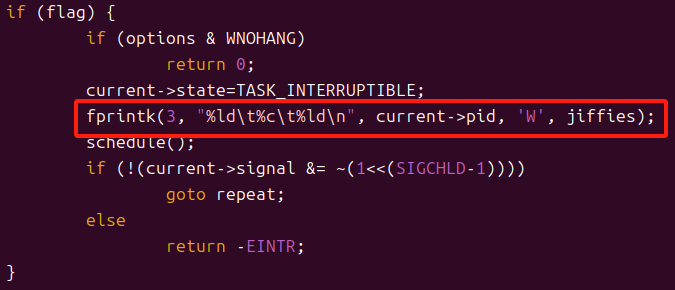 if (flag) {
        if (options & WNOHANG)
                return 0;
        current->state=TASK_INTERRUPTIBLE;
        fprintk(3, "%ld\t%c\t%ld\n", current->pid, 'W', jiffies);
        schedule();
        if (!(current->signal &= ~(1<<(SIGCHLD-1))))
                goto repeat;
        else
                return -EINTR;
}